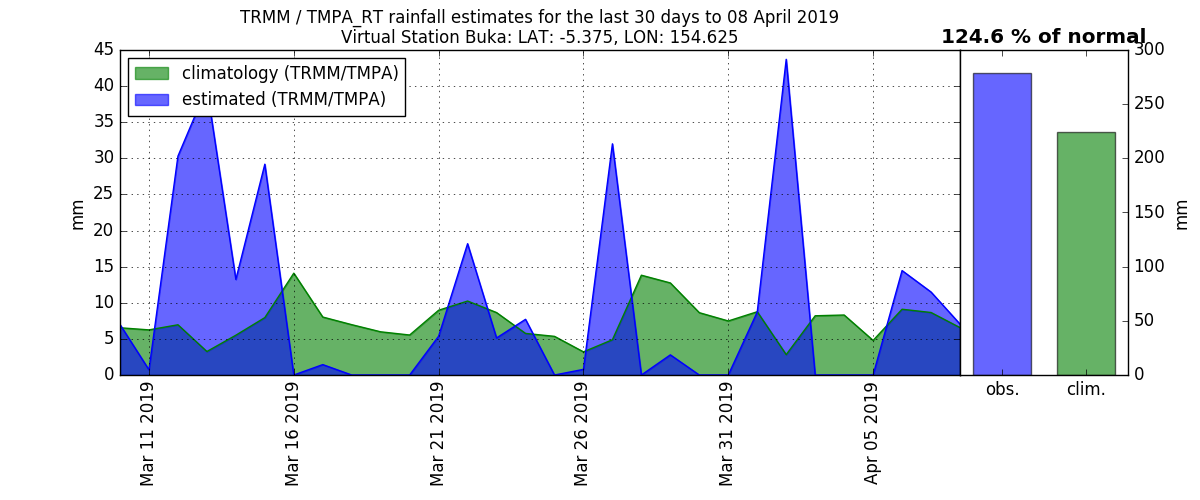 TRMM / TMPA_RT rainfall estimates for the last 30 days to 08 April 2019
Virtual Station Buka: LAT: -5.375, LON: 154.625
124.6 % of normal
climatology (TRMM/TMPA)
estimated (TRMM/TMPA)
mm
45
40
35
30
25
20
15
10
5
0
Mar 11 2019
Mar 16 2019
Mar 21 2019
Mar 26 2019
Mar 31 2019
Apr 05 2019
obs.
clim.
300
250
200
150
100
50
0
mm